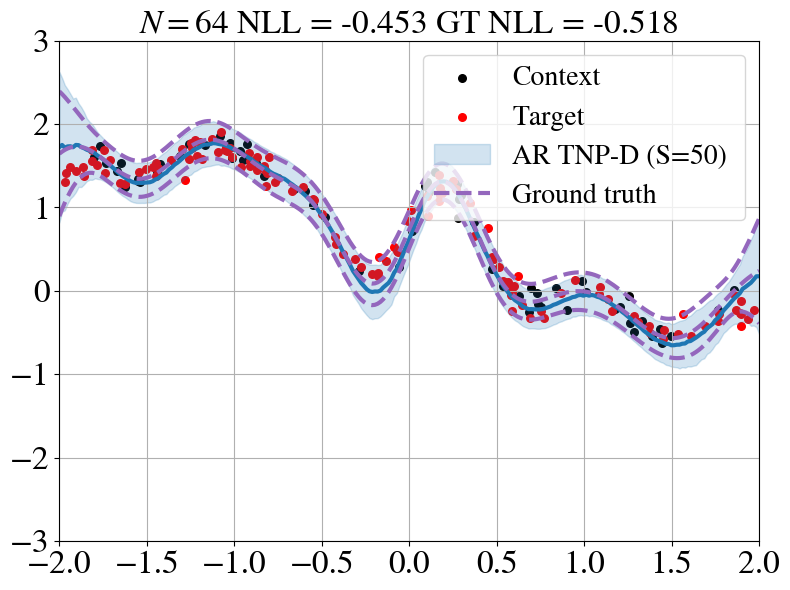 N = 64 NLL = -0.453 GT NLL = -0.518
3
2
1
0
−1
−2
−3
Context
Target
AR TNP-D (S=50)
Ground truth
−2.0 −1.5 −1.0 −0.5 0.0 0.5 1.0 1.5 2.0